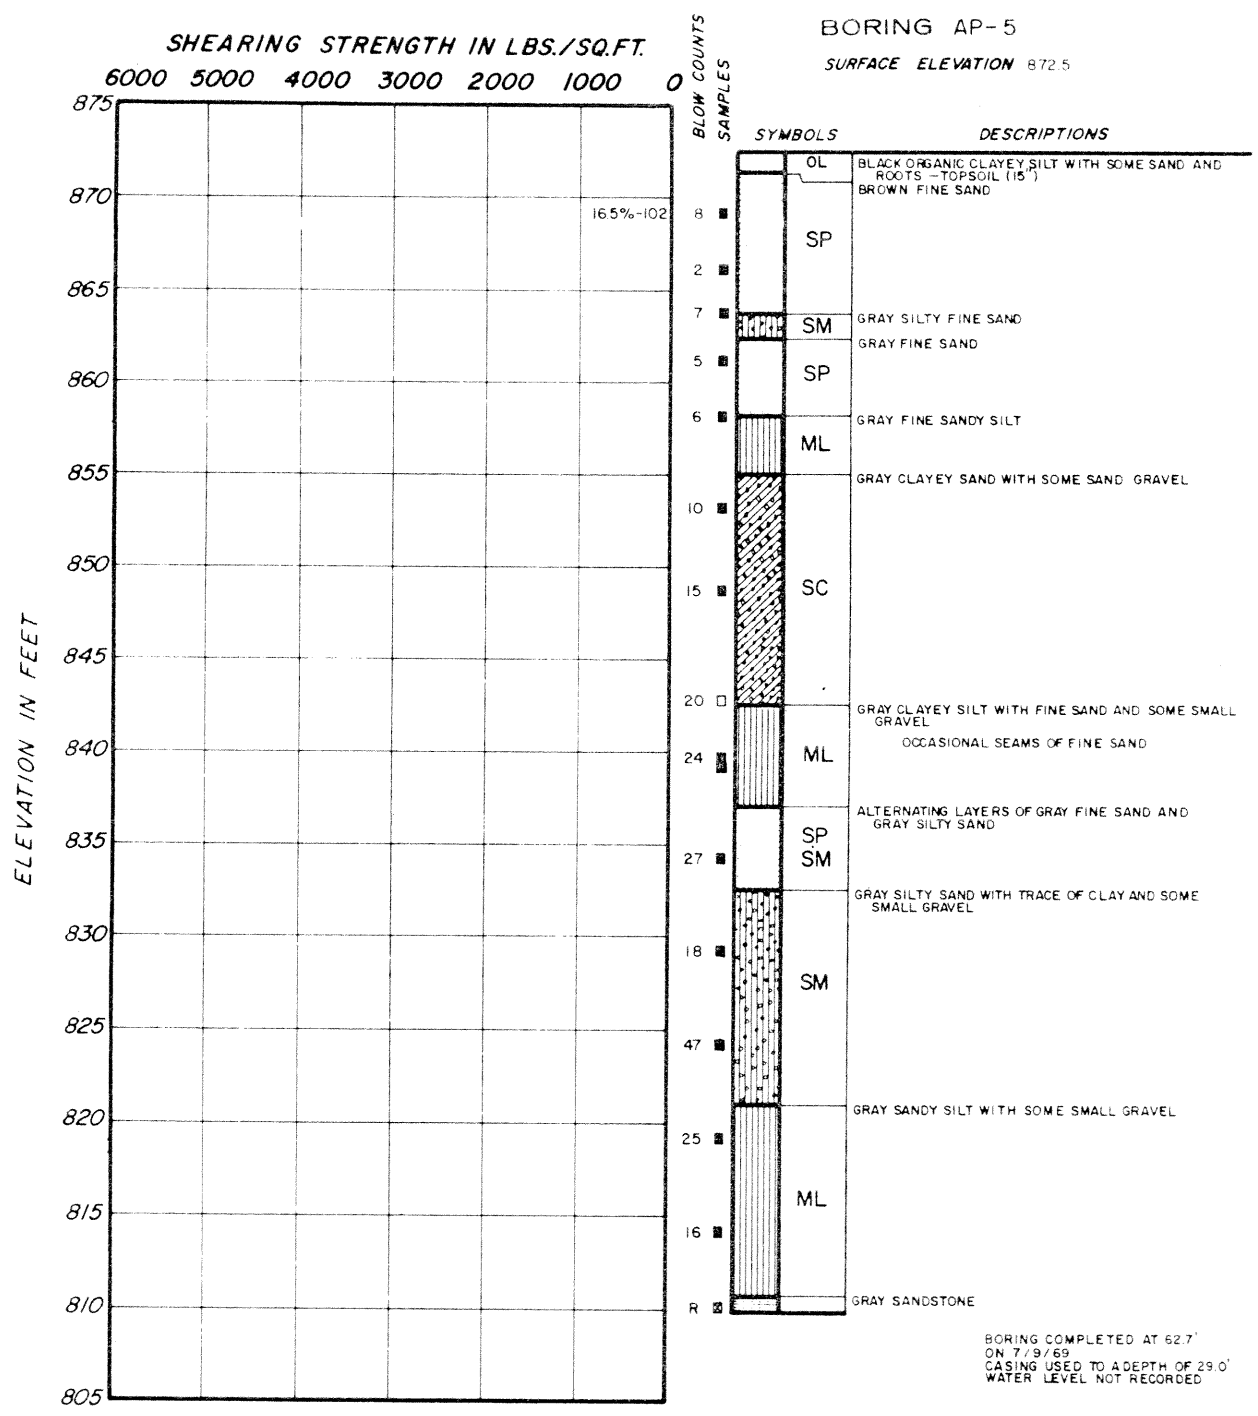 BORING AP-5
SURFACE ELEVATION 872.5
SHEARING STRENGTH IN LBS./SQ.FT.
6000 5000 4000 3000 2000 1000 0
BLOW COUNTS
SAMPLES
SYMBOLS DESCRIPTIONS
ELEVATION IN FEET
875
870
865
860
855
850
845
840
835
830
825
820
815
810
805
16.5%-102
8
2
7
5
6
10
15
20
24
27
18
47
25
16
R
OL
BLACK ORGANIC CLAYEY SILT WITH SOME SAND AND
ROOTS - TOPSOIL (15")
BROWN FINE SAND
SP
GRAY SILTY FINE SAND
SM
GRAY FINE SAND
SP
GRAY FINE SANDY SILT
ML
GRAY CLAYEY SAND WITH SOME SAND GRAVEL
SC
GRAY CLAYEY SILT WITH FINE SAND AND SOME SMALL
GRAVEL
OCCASIONAL SEAMS OF FINE SAND
ML
ALTERNATING LAYERS OF GRAY FINE SAND AND
GRAY SILTY SAND
SP
SM
GRAY SILTY SAND WITH TRACE OF CLAY AND SOME
SMALL GRAVEL
SM
GRAY SANDY SILT WITH SOME SMALL GRAVEL
ML
GRAY SANDSTONE
BORING COMPLETED AT 62.7'
ON 7/9/69
CASING USED TO A DEPTH OF 29.0'
WATER LEVEL NOT RECORDED